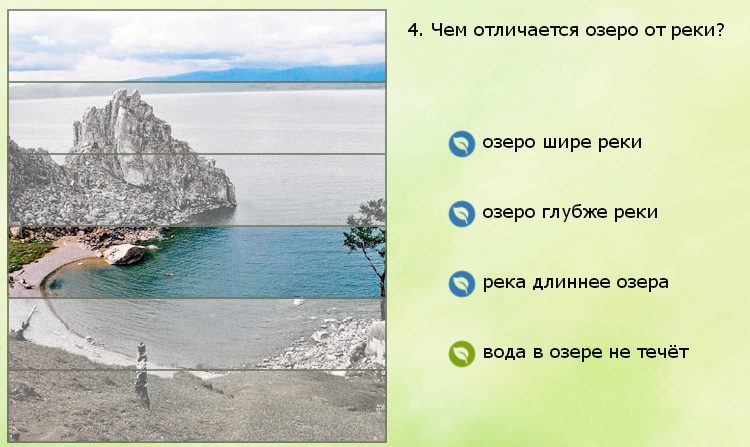 4. Чем отличается озеро от реки?
озеро шире реки
озеро глубже реки
река длиннее озера
вода в озере не течёт